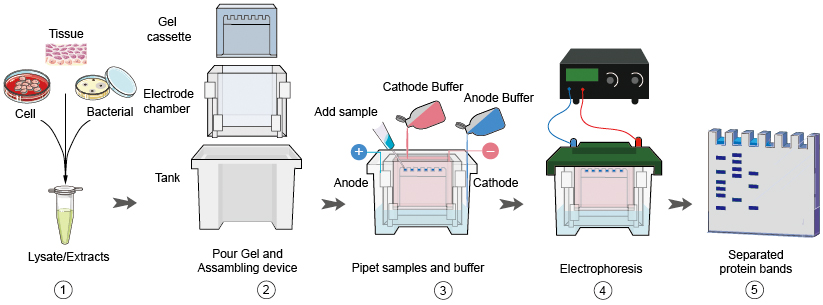 Tissue
Cell
Bacterial
Lysate/Extracts
1
Gel
cassette
Electrode
chamber
Tank
Pour Gel and
Assembling device
2
Cathode Buffer
Anode Buffer
Add sample
+
−
Anode
Cathode
Pipet samples and buffer
3
Electrophoresis
4
Separated
protein bands
5